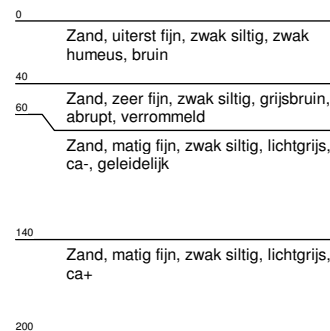 0
Zand, uiterst fijn, zwak siltig, zwak
humeus, bruin
40
Zand, zeer fijn, zwak siltig, grijsbruin,
abrupt, verrommeld
60
Zand, matig fijn, zwak siltig, lichtgrijs,
ca-, geleidelijk
140
Zand, matig fijn, zwak siltig, lichtgrijs,
ca+
200